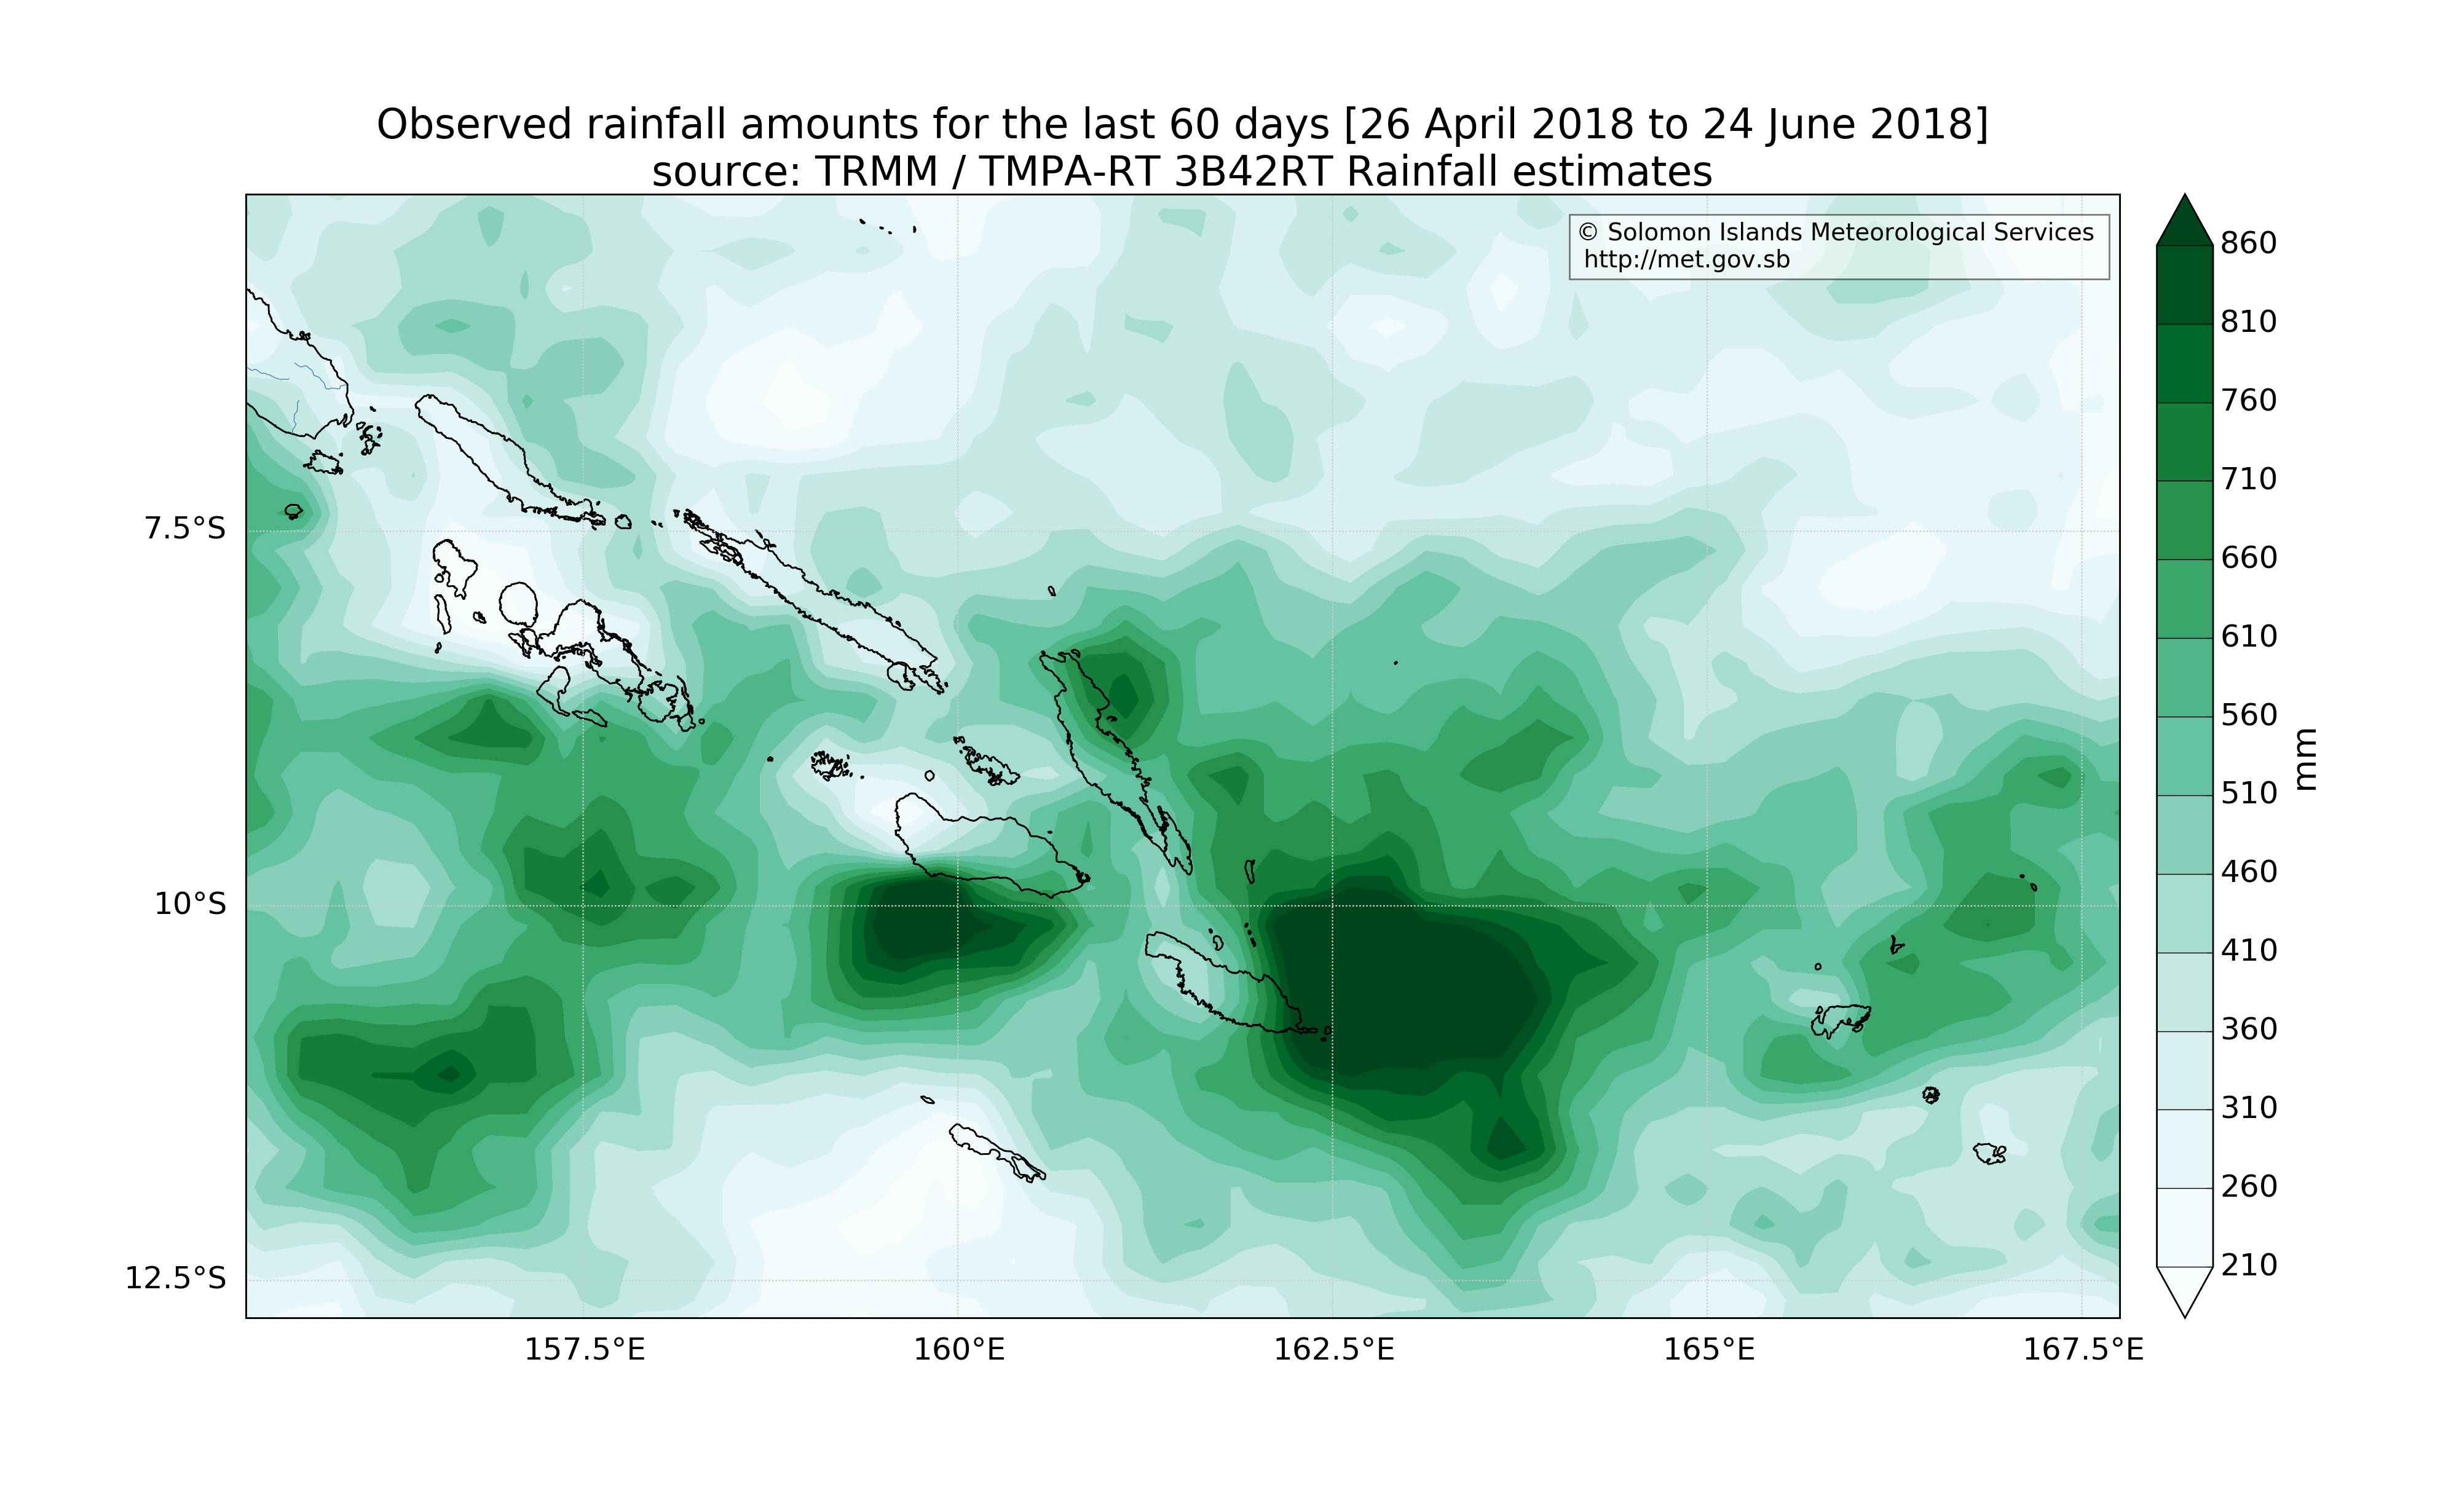 Observed rainfall amounts for the last 60 days [26 April 2018 to 24 June 2018]
source: TRMM / TMPA-RT 3B42RT Rainfall estimates
© Solomon Islands Meteorological Services
http://met.gov.sb
7.5°S
10°S
12.5°S
157.5°E
160°E
162.5°E
165°E
167.5°E
860
810
760
710
660
610
560
510
460
410
360
310
260
210
mm